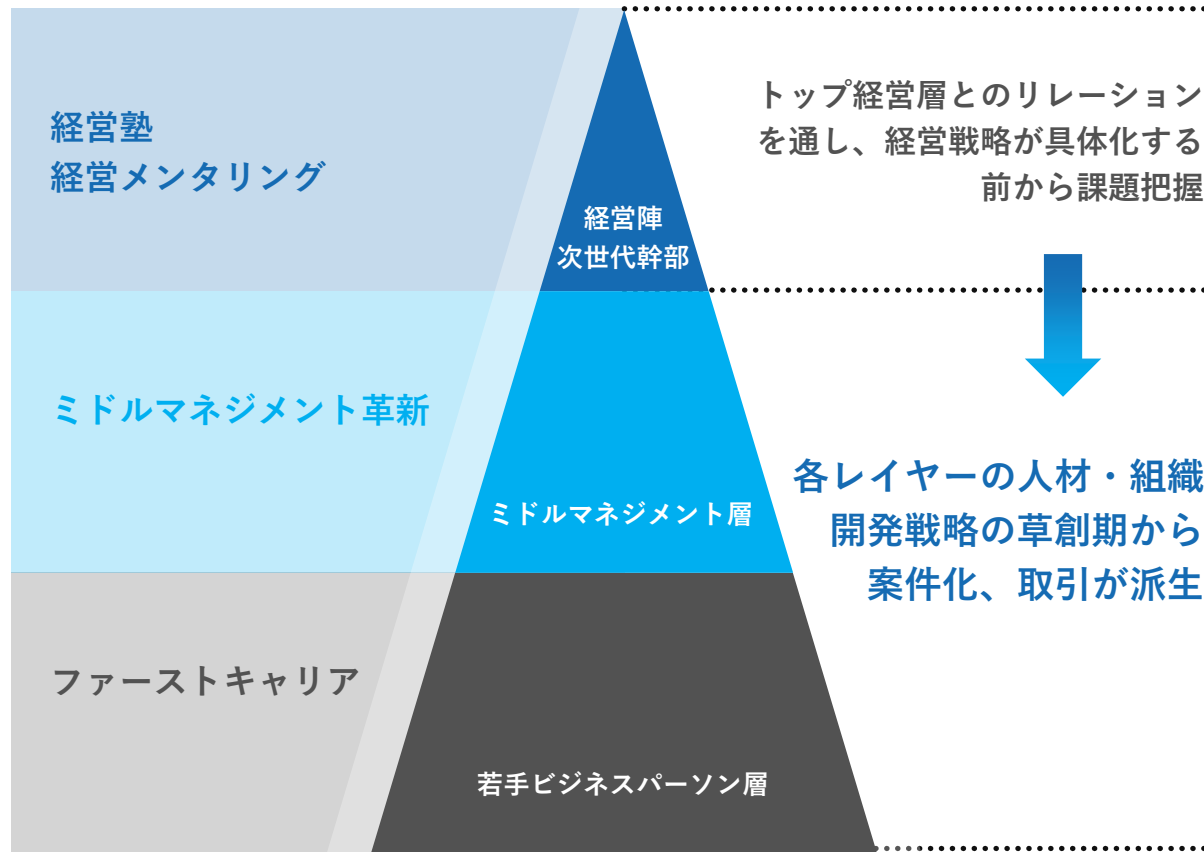 経営塾
経営メンタリング
経営陣
次世代幹部
トップ経営層とのリレーション
を通し、経営戦略が具体化する
前から課題把握
ミドルマネジメント革新
ミドルマネジメント層
各レイヤーの人材・組織
開発戦略の草創期から
案件化、取引が派生
ファーストキャリア
若手ビジネスパーソン層